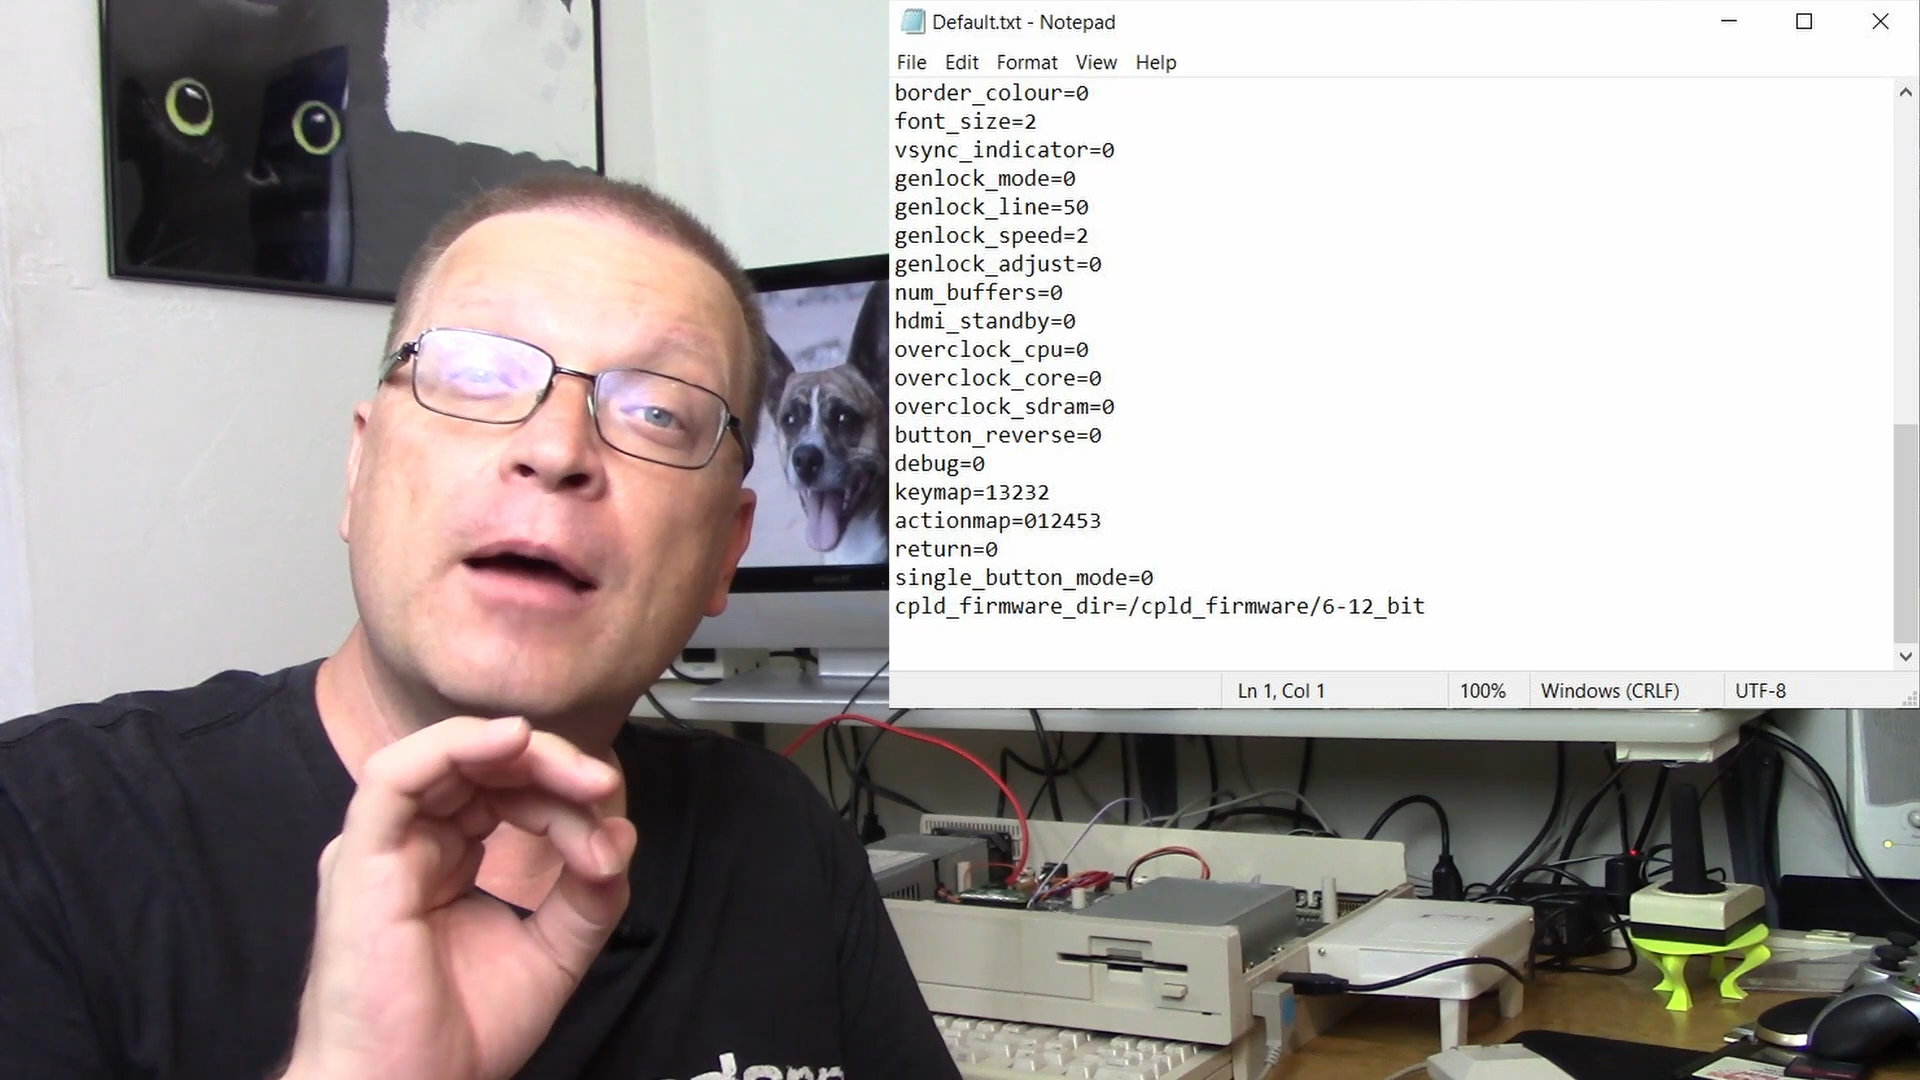 Default.txt - Notepad
File Edit Format View Help
border_colour=0
font_size=2
vsync_indicator=0
genlock_mode=0
genlock_line=50
genlock_speed=2
genlock_adjust=0
num_buffers=0
hdmi_standby=0
overclock_cpu=0
overclock_core=0
overclock_sdram=0
button_reverse=0
debug=0
keymap=13232
actionmap=012453
return=0
single_button_mode=0
cpld_firmware_dir=/cpld_firmware/6-12_bit
Ln 1, Col 1 100% Windows (CRLF) UTF-8